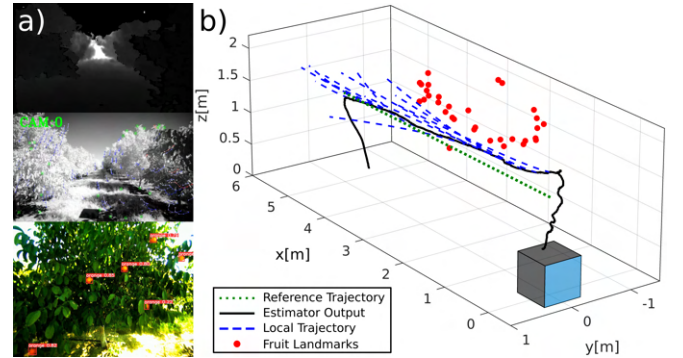 a)
CAM:0
b)
2
1.5
1
0.5
0
z[m]
6
5
4
3
2
1
0
x[m]
1
0
-1
y[m]
Reference Trajectory
Estimator Output
Local Trajectory
Fruit Landmarks